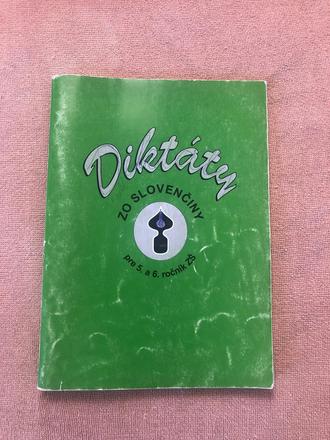 Diktáty
ZO SLOVENČINY
pre 5. a 6. ročník ZŠ